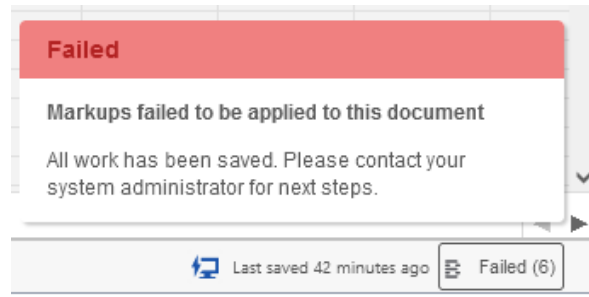 Failed
Markups failed to be applied to this document
All work has been saved. Please contact your
system administrator for next steps.
Last saved 42 minutes ago
Failed (6)